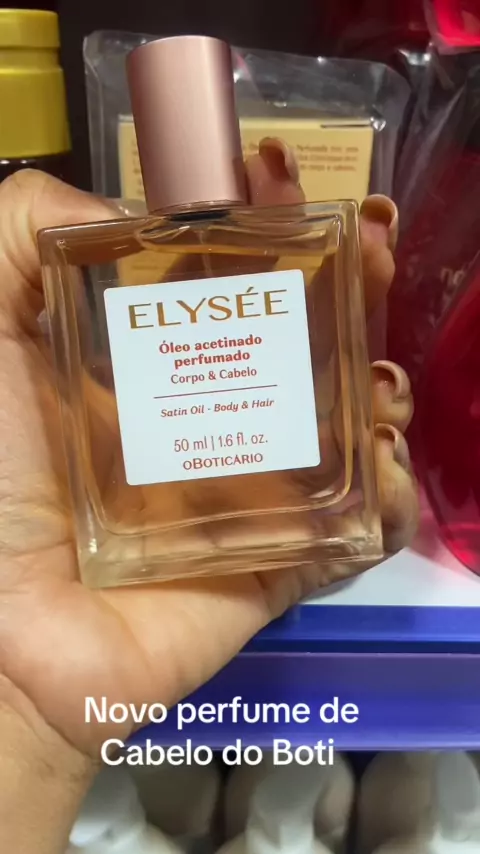 ELYSÉE
Óleo acetinado
perfumado
Corpo & Cabelo
Satin Oil - Body & Hair
50 ml | 1.6 fl. oz.
oBOTICÁRIO
Novo perfume de
Cabelo do Boti